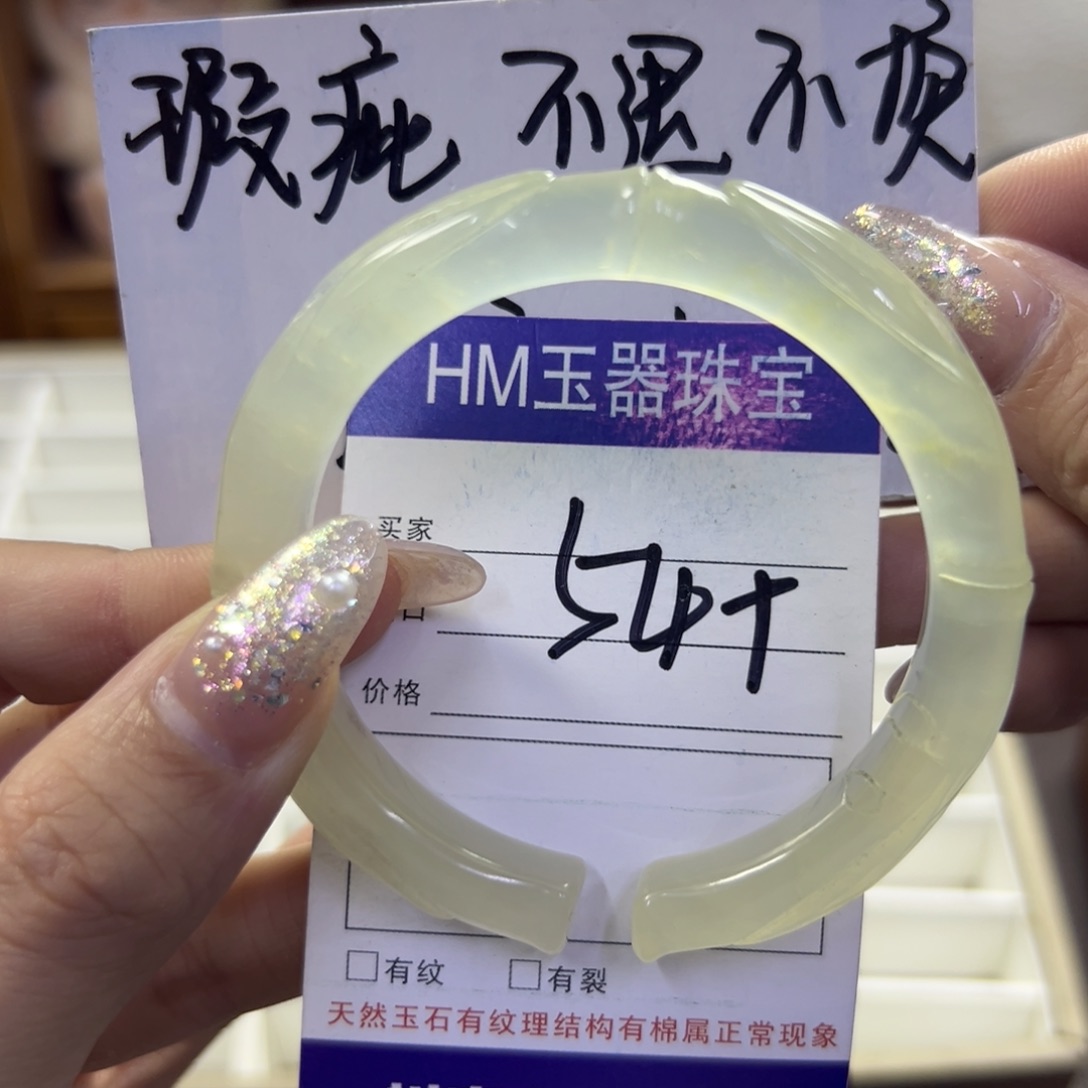 瑕疵 不退不换
HM玉器珠宝
买家
54+
价格
有纹
有裂
天然玉石有纹理结构有棉属正常现象